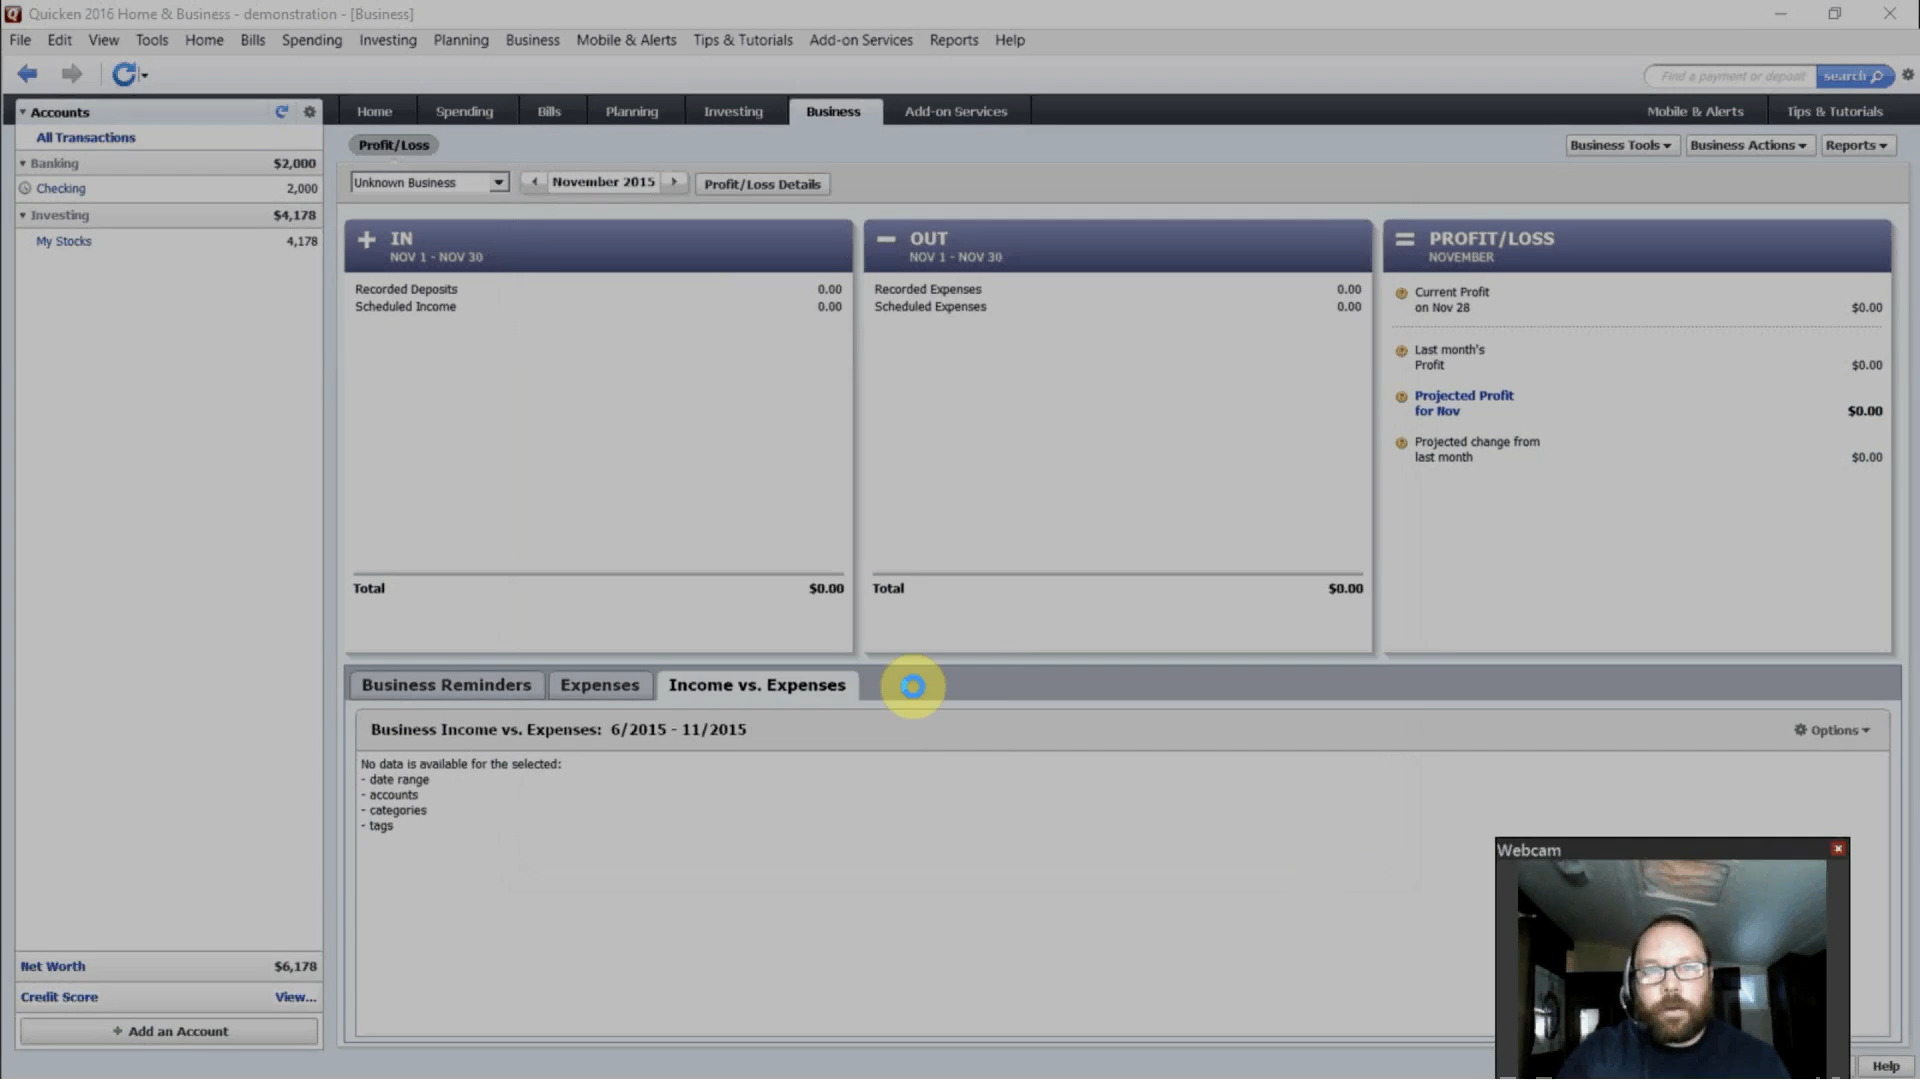 Quicken 2016 Home & Business - demonstration - [Business]
File Edit View Tools Home Bills Spending Investing Planning Business Mobile & Alerts Tips & Tutorials Add-on Services Reports Help
Find a payment or deposit search
Accounts
Home Spending Bills Planning Investing Business Add-on Services Mobile & Alerts Tips & Tutorials
All Transactions
Banking $2,000
Checking 2,000
Investing $4,178
My Stocks 4,178
Net Worth $6,178
Credit Score View...
+ Add an Account
Profit/Loss
Business Tools Business Actions Reports
Unknown Business November 2015 Profit/Loss Details
+ IN
NOV 1 - NOV 30
Recorded Deposits 0.00
Scheduled Income 0.00
Total $0.00
− OUT
NOV 1 - NOV 30
Recorded Expenses 0.00
Scheduled Expenses 0.00
Total $0.00
= PROFIT/LOSS
NOVEMBER
Current Profit
on Nov 28 $0.00
Last month's
Profit $0.00
Projected Profit
for Nov $0.00
Projected change from
last month $0.00
Business Reminders Expenses Income vs. Expenses
Business Income vs. Expenses: 6/2015 - 11/2015 Options
No data is available for the selected:
- date range
- accounts
- categories
- tags
Webcam
Help